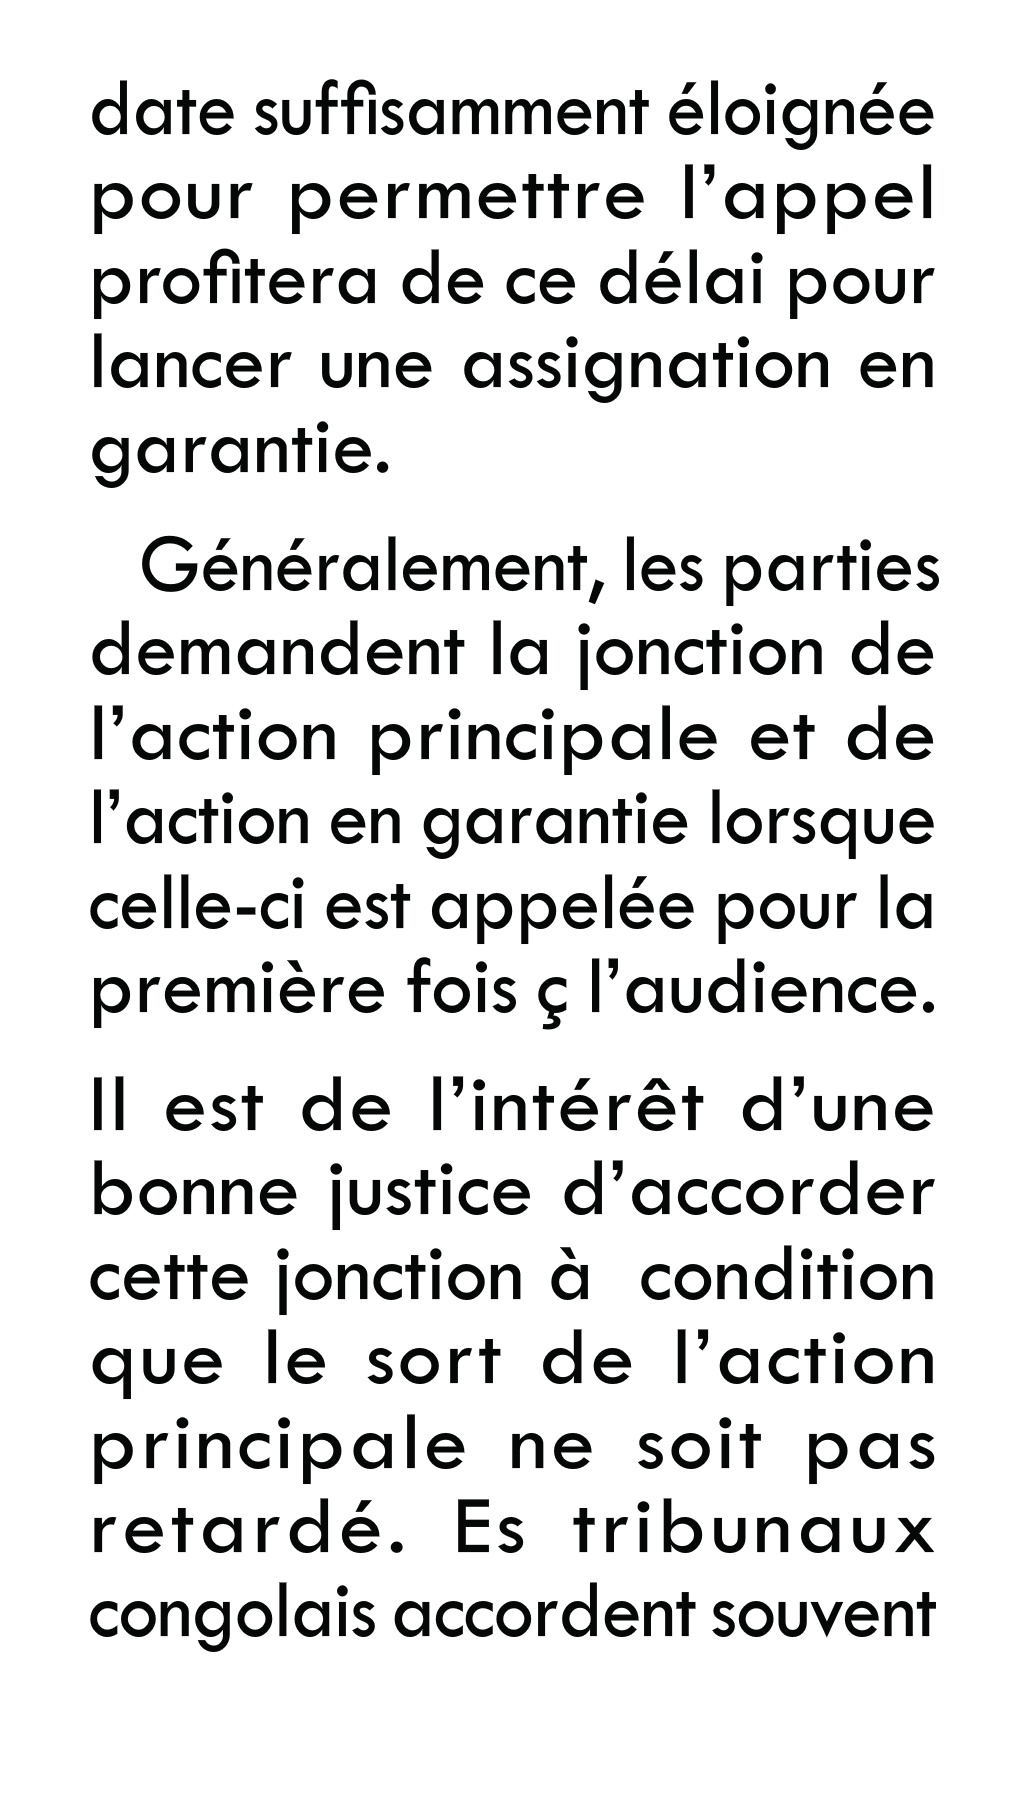 date suffisamment éloignée
pour permettre l’appel
profitera de ce délai pour
lancer une assignation en
garantie.
Généralement, les parties
demandent la jonction de
l’action principale et de
l’action en garantie lorsque
celle-ci est appelée pour la
première fois ç l’audience.
Il est de l’intérêt d’une
bonne justice d’accorder
cette jonction à condition
que le sort de l’action
principale ne soit pas
retardé. Es tribunaux
congolais accordent souvent